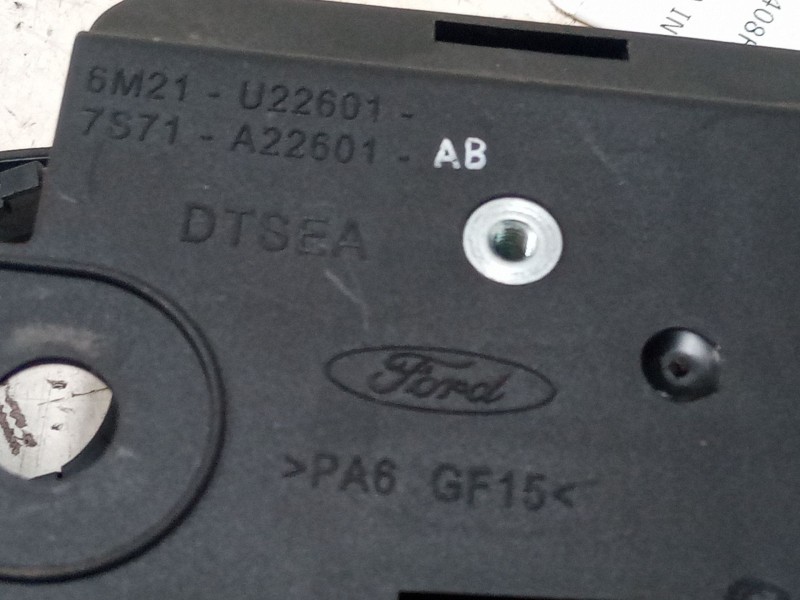 6M21 - U22601 -
7S71 - A22601 - AB
DTSEA
Ford
>PA6 GF15<